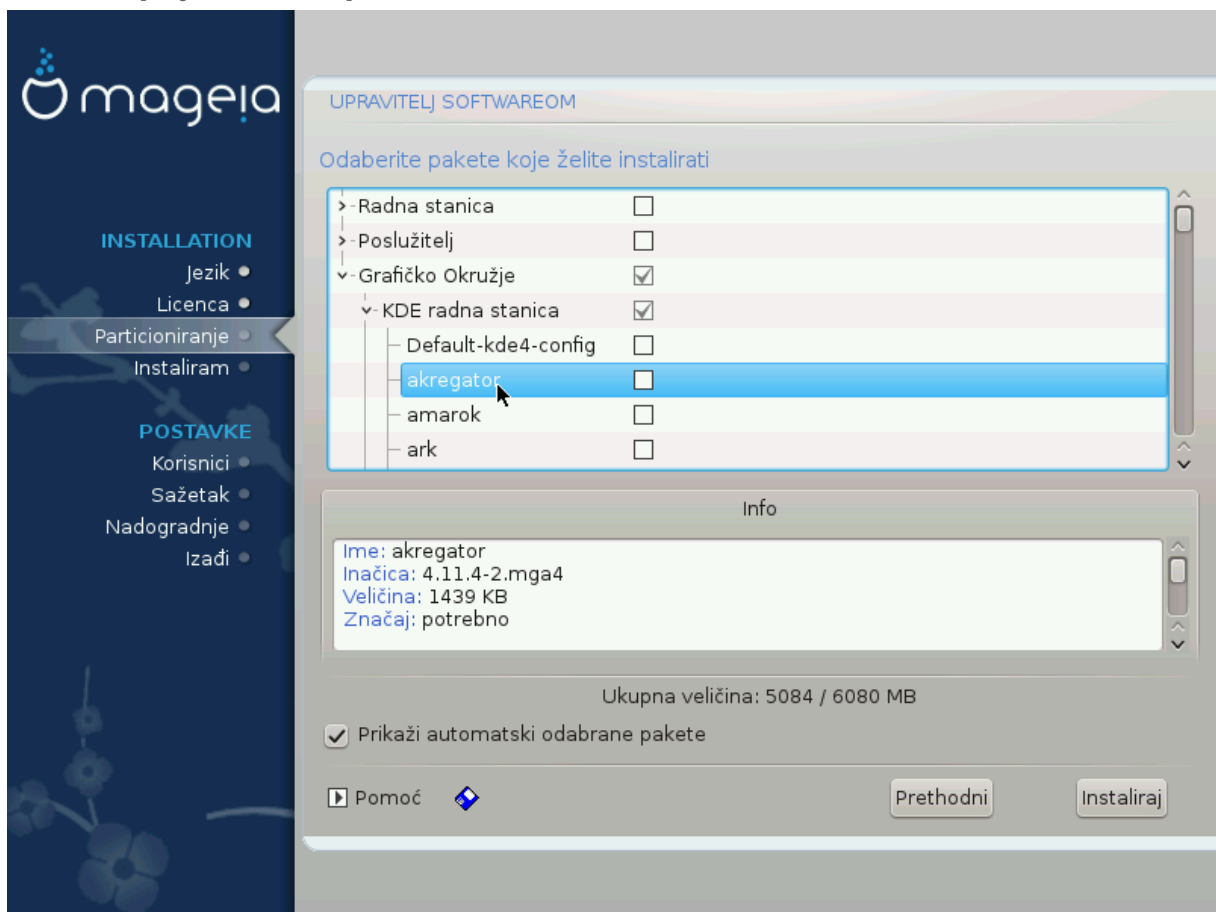 mageia
INSTALLATION
Jezik
Licenca
Particioniranje
Instaliram
POSTAVKE
Korisnici
Sažetak
Nadogradnje
Izađi
UPRAVITELJ SOFTWAREOM
Odaberite pakete koje želite instalirati
Radna stanica
Poslužitelj
Grafičko Okružje
KDE radna stanica
Default-kde4-config
akregator
amarok
ark
Info
Ime: akregator
Inačica: 4.11.4-2.mga4
Veličina: 1439 KB
Značaj: potrebno
Ukupna veličina: 5084 / 6080 MB
Prikaži automatski odabrane pakete
Pomoć
Prethodni
Instaliraj